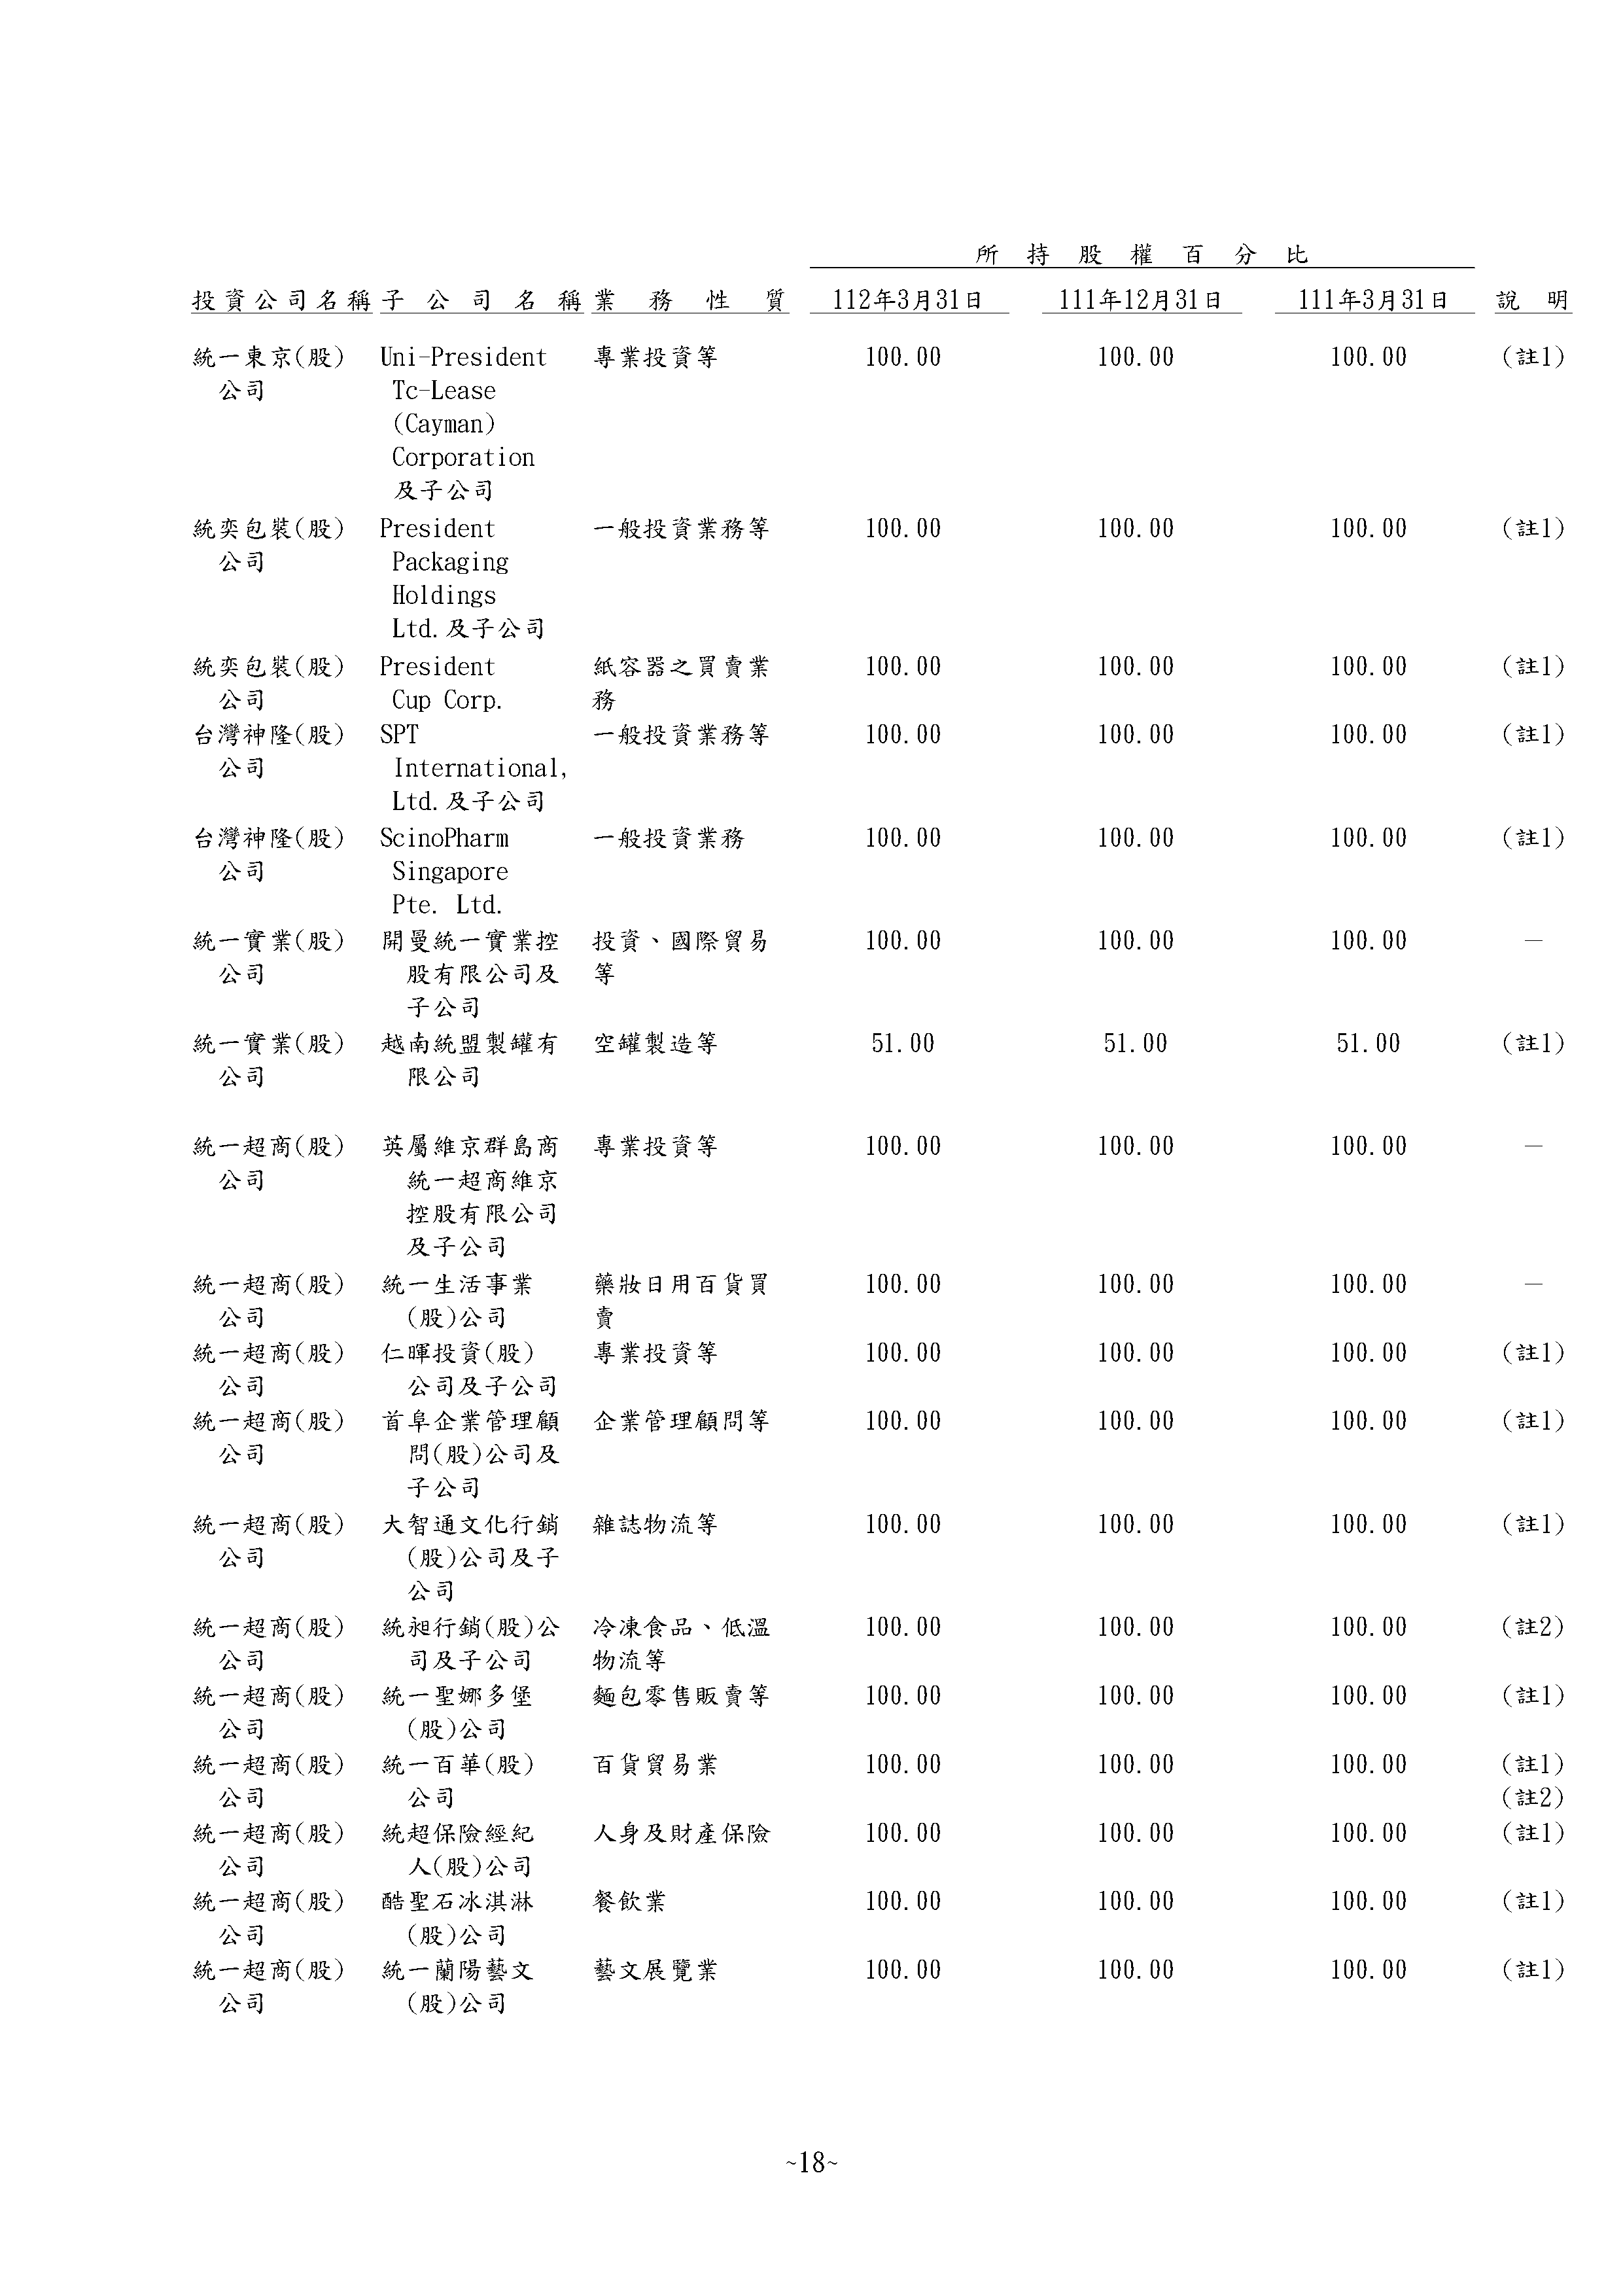 所持股權百分比
投資公司名稱 子公司名稱 業務性質 112年3月31日 111年12月31日 111年3月31日 說明
統一東京(股) Uni-President 專業投資等 100.00 100.00 100.00 (註1)
公司 Tc-Lease
(Cayman)
Corporation
及子公司
統奕包裝(股) President 一般投資業務等 100.00 100.00 100.00 (註1)
公司 Packaging
Holdings
Ltd.及子公司
統奕包裝(股) President 紙容器之買賣業 100.00 100.00 100.00 (註1)
公司 Cup Corp. 務
台灣神隆(股) SPT 一般投資業務等 100.00 100.00 100.00 (註1)
公司 International,
Ltd.及子公司
台灣神隆(股) ScinoPharm 一般投資業務 100.00 100.00 100.00 (註1)
公司 Singapore
Pte. Ltd.
統一實業(股) 開曼統一實業控 投資、國際貿易 100.00 100.00 100.00 －
公司 股有限公司及 等
子公司
統一實業(股) 越南統盟製罐有 空罐製造等 51.00 51.00 51.00 (註1)
公司 限公司
統一超商(股) 英屬維京群島商 專業投資等 100.00 100.00 100.00 －
公司 統一超商維京
控股有限公司
及子公司
統一超商(股) 統一生活事業 藥妝日用百貨買 100.00 100.00 100.00 －
公司 (股)公司 賣
統一超商(股) 仁暉投資(股) 專業投資等 100.00 100.00 100.00 (註1)
公司 公司及子公司
統一超商(股) 首阜企業管理顧 企業管理顧問等 100.00 100.00 100.00 (註1)
公司 問(股)公司及
子公司
統一超商(股) 大智通文化行銷 雜誌物流等 100.00 100.00 100.00 (註1)
公司 (股)公司及子
公司
統一超商(股) 統昶行銷(股)公 冷凍食品、低溫 100.00 100.00 100.00 (註2)
公司 司及子公司 物流等
統一超商(股) 統一聖娜多堡 麵包零售販賣等 100.00 100.00 100.00 (註1)
公司 (股)公司
統一超商(股) 統一百華(股) 百貨貿易業 100.00 100.00 100.00 (註1)
公司 公司 (註2)
統一超商(股) 統超保險經紀 人身及財產保險 100.00 100.00 100.00 (註1)
公司 人(股)公司
統一超商(股) 酷聖石冰淇淋 餐飲業 100.00 100.00 100.00 (註1)
公司 (股)公司
統一超商(股) 統一蘭陽藝文 藝文展覽業 100.00 100.00 100.00 (註1)
公司 (股)公司
~18~